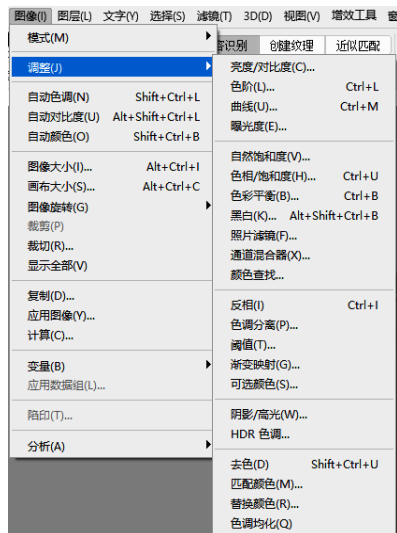 图像(I) 图层(L) 文字(Y) 选择(S) 滤镜(T) 3D(D) 视图(V) 增效工具
模式(M)
识别 创建纹理 近似匹配
调整(J)
自动色调(N) Shift+Ctrl+L
自动对比度(U) Alt+Shift+Ctrl+L
自动颜色(O) Shift+Ctrl+B
图像大小(I)... Alt+Ctrl+I
画布大小(S)... Alt+Ctrl+C
图像旋转(G)
裁剪(P)
裁切(R)...
显示全部(V)
复制(D)...
应用图像(Y)...
计算(C)...
变量(B)
应用数据组(L)...
陷印(T)...
分析(A)
亮度/对比度(C)...
色阶(L)... Ctrl+L
曲线(U)... Ctrl+M
曝光度(E)...
自然饱和度(V)...
色相/饱和度(H)... Ctrl+U
色彩平衡(B)... Ctrl+B
黑白(K)... Alt+Shift+Ctrl+B
照片滤镜(F)...
通道混合器(X)...
颜色查找...
反相(I) Ctrl+I
色调分离(P)...
阈值(T)...
渐变映射(G)...
可选颜色(S)...
阴影/高光(W)...
HDR 色调...
去色(D) Shift+Ctrl+U
匹配颜色(M)...
替换颜色(R)...
色调均化(Q)